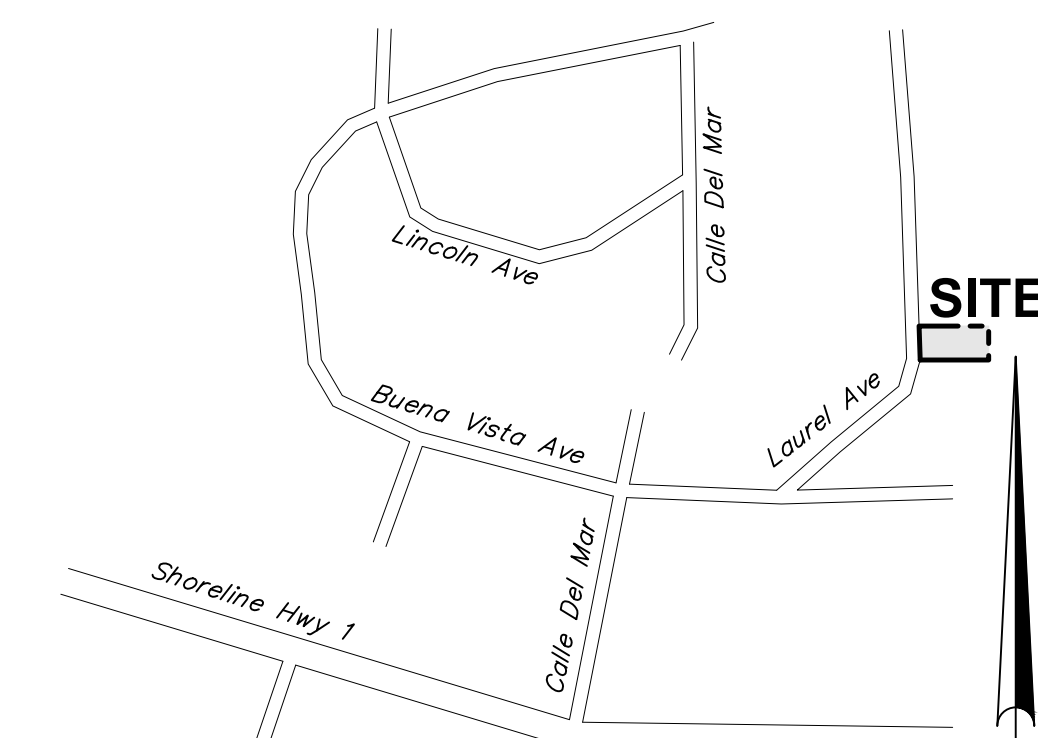 Calle Del Mar
Lincoln Ave
SITE
Buena Vista Ave
Laurel Ave
Calle Del Mar
Shoreline Hwy 1